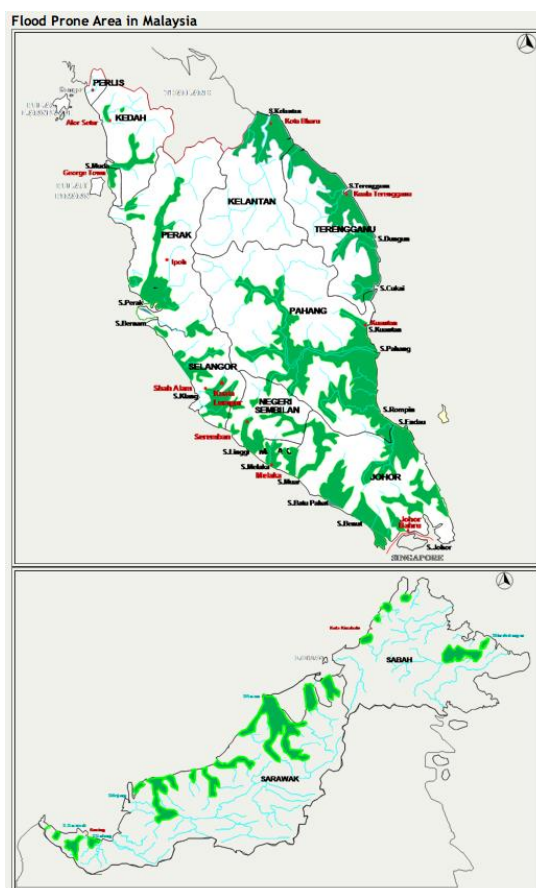 Flood Prone Area in Malaysia
PERLIS
THAILAND
S.Kelantan
Kota Bharu
Alor Setar
KEDAH
S.Muda
George Town
KELANTAN
S.Terengganu
Kuala Terengganu
TERENGGANU
S.Dungun
PERAK
Ipoh
S.Cukai
PAHANG
S.Perak
Kuantan
S.Kuantan
S.Bernam
S.Pahang
SELANGOR
Shah Alam
Kuala
Lumpur
S.Klang
NEGERI
SEMBILAN
S.Rompin
S.Endau
Seremban
S.Linggi
S.Melaka
Melaka
S.Muar
JOHOR
S.Batu Pahat
S.Benut
Johor
Bahru
SINGAPORE
S.Johor
Kota Kinabalu
SABAH
SARAWAK